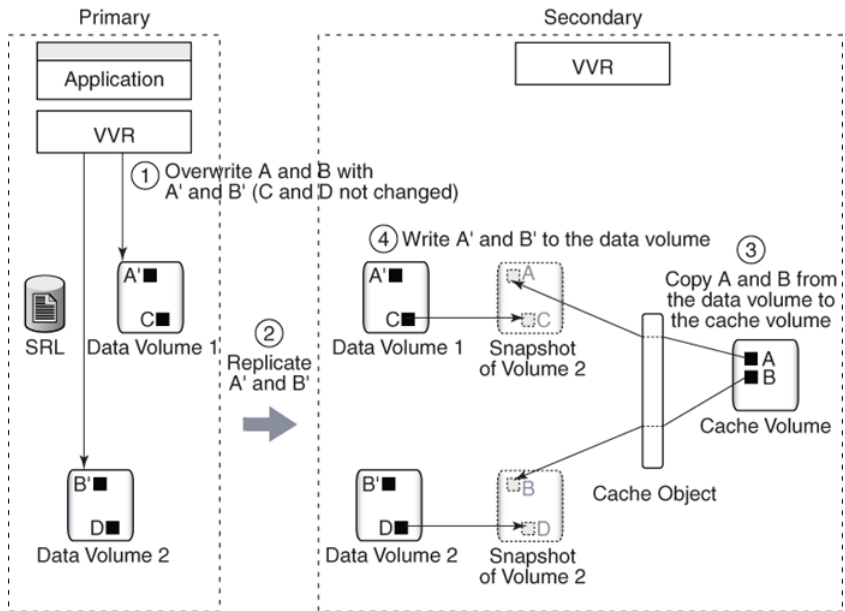 Primary
Secondary
Application
VVR
VVR
① Overwrite A and B with
A' and B' (C and D not changed)
④ Write A' and B' to the data volume
③
Copy A and B from
the data volume to
the cache volume
A'
C
SRL
Data Volume 1
②
Replicate
A' and B'
A'
C
Data Volume 1
A
C
Snapshot
of Volume 2
A
B
Cache Volume
Cache Object
B'
D
Data Volume 2
B'
D
Data Volume 2
B
D
Snapshot
of Volume 2